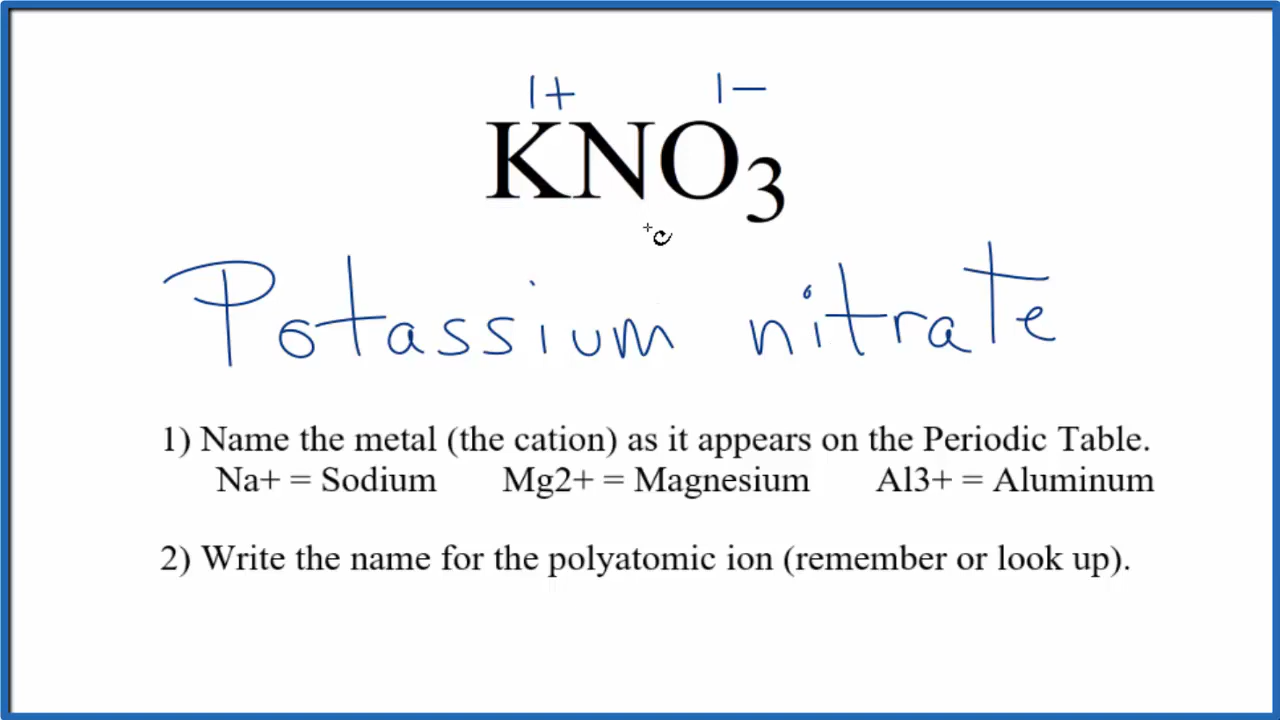 1+ 1-
KNO₃
Potassium nitrate
1) Name the metal (the cation) as it appears on the Periodic Table.
Na+ = Sodium Mg2+ = Magnesium Al3+ = Aluminum
2) Write the name for the polyatomic ion (remember or look up).